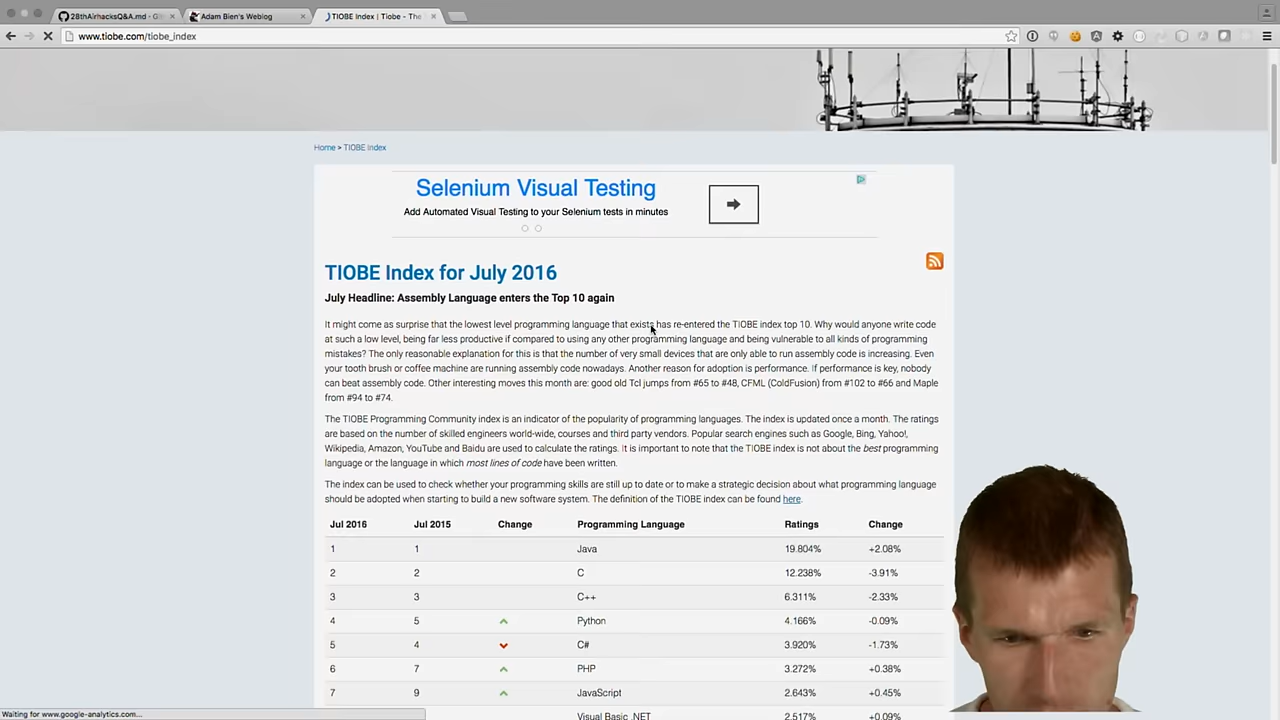 28thAirhacksQ&A.md · Gi
Adam Bien's Weblog
TIOBE Index | Tiobe - The
www.tiobe.com/tiobe_index
Home > TIOBE Index
Selenium Visual Testing
Add Automated Visual Testing to your Selenium tests in minutes
TIOBE Index for July 2016
July Headline: Assembly Language enters the Top 10 again
It might come as surprise that the lowest level programming language that exists has re-entered the TIOBE index top 10. Why would anyone write code
at such a low level, being far less productive if compared to using any other programming language and being vulnerable to all kinds of programming
mistakes? The only reasonable explanation for this is that the number of very small devices that are only able to run assembly code is increasing. Even
your tooth brush or coffee machine are running assembly code nowadays. Another reason for adoption is performance. If performance is key, nobody
can beat assembly code. Other interesting moves this month are: good old Tcl jumps from #65 to #48, CFML (ColdFusion) from #102 to #66 and Maple
from #94 to #74.
The TIOBE Programming Community index is an indicator of the popularity of programming languages. The index is updated once a month. The ratings
are based on the number of skilled engineers world-wide, courses and third party vendors. Popular search engines such as Google, Bing, Yahoo!,
Wikipedia, Amazon, YouTube and Baidu are used to calculate the ratings. It is important to note that the TIOBE index is not about the best programming
language or the language in which most lines of code have been written.
The index can be used to check whether your programming skills are still up to date or to make a strategic decision about what programming language
should be adopted when starting to build a new software system. The definition of the TIOBE index can be found here.
Jul 2016 Jul 2015 Change Programming Language Ratings Change
1 1 Java 19.804% +2.08%
2 2 C 12.238% -3.91%
3 3 C++ 6.311% -2.33%
4 5 Python 4.166% -0.09%
5 4 C# 3.920% -1.73%
6 7 PHP 3.272% +0.38%
7 9 JavaScript 2.643% +0.45%
Visual Basic .NET 2.517% +0.09%
Waiting for www.google-analytics.com...